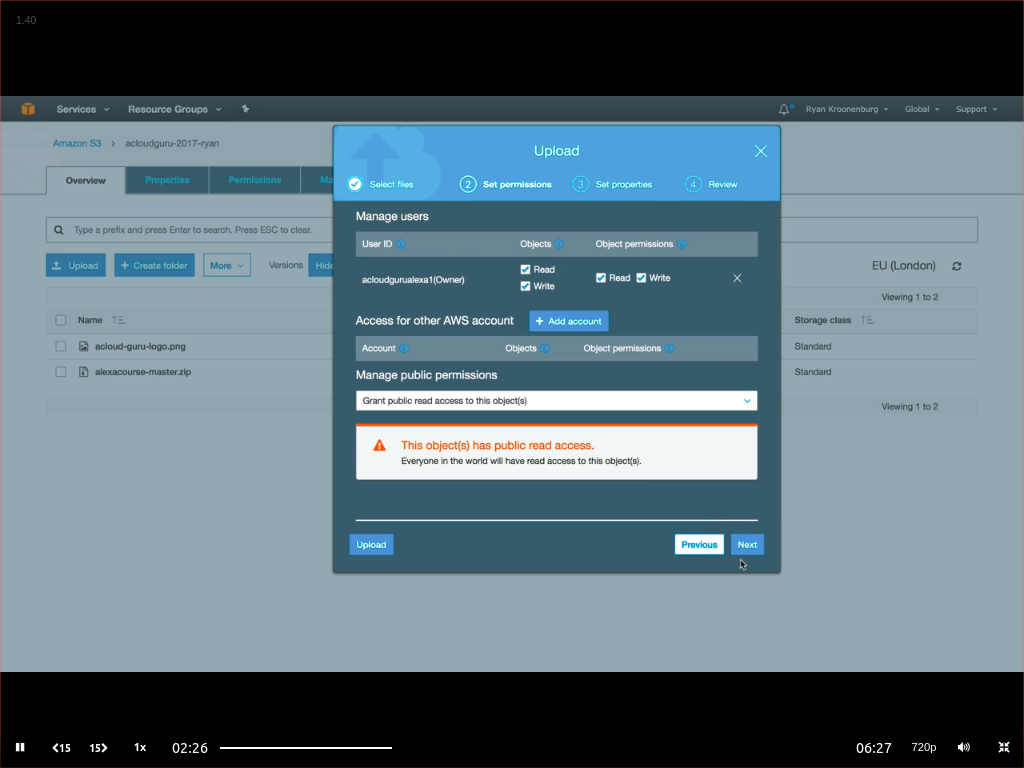 1.40
Services Resource Groups Ryan Kroonenburg Global Support
Amazon S3 > acloudguru-2017-ryan
Overview Properties Permissions Ma
Type a prefix and press Enter to search. Press ESC to clear.
Upload + Create folder More Versions Hide
EU (London)
Viewing 1 to 2
Name Storage class
acloud-guru-logo.png Standard
alexacourse-master.zip Standard
Viewing 1 to 2
Upload
Select files 2 Set permissions 3 Set properties 4 Review
Manage users
User ID Objects Object permissions
acloudgurualexa1(Owner) Read Write Read Write
Access for other AWS account + Add account
Account Objects Object permissions
Manage public permissions
Grant public read access to this object(s)
This object(s) has public read access.
Everyone in the world will have read access to this object(s).
Upload Previous Next
15 15 1x 02:26 06:27 720p